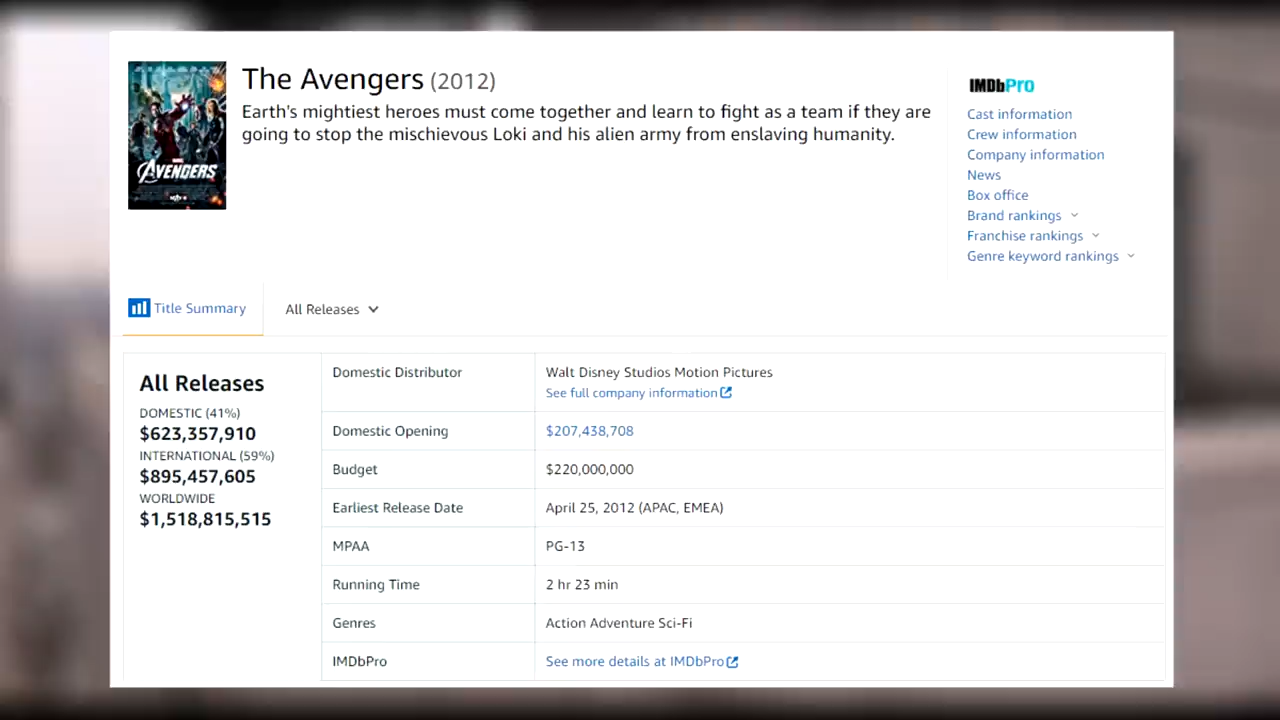 The Avengers (2012)
Earth's mightiest heroes must come together and learn to fight as a team if they are
going to stop the mischievous Loki and his alien army from enslaving humanity.
MARVEL
AVENGERS
IMDbPro
Cast information
Crew information
Company information
News
Box office
Brand rankings
Franchise rankings
Genre keyword rankings
Title Summary
All Releases
All Releases
DOMESTIC (41%)
$623,357,910
INTERNATIONAL (59%)
$895,457,605
WORLDWIDE
$1,518,815,515
Domestic Distributor
Walt Disney Studios Motion Pictures
See full company information
Domestic Opening
$207,438,708
Budget
$220,000,000
Earliest Release Date
April 25, 2012 (APAC, EMEA)
MPAA
PG-13
Running Time
2 hr 23 min
Genres
Action Adventure Sci-Fi
IMDbPro
See more details at IMDbPro